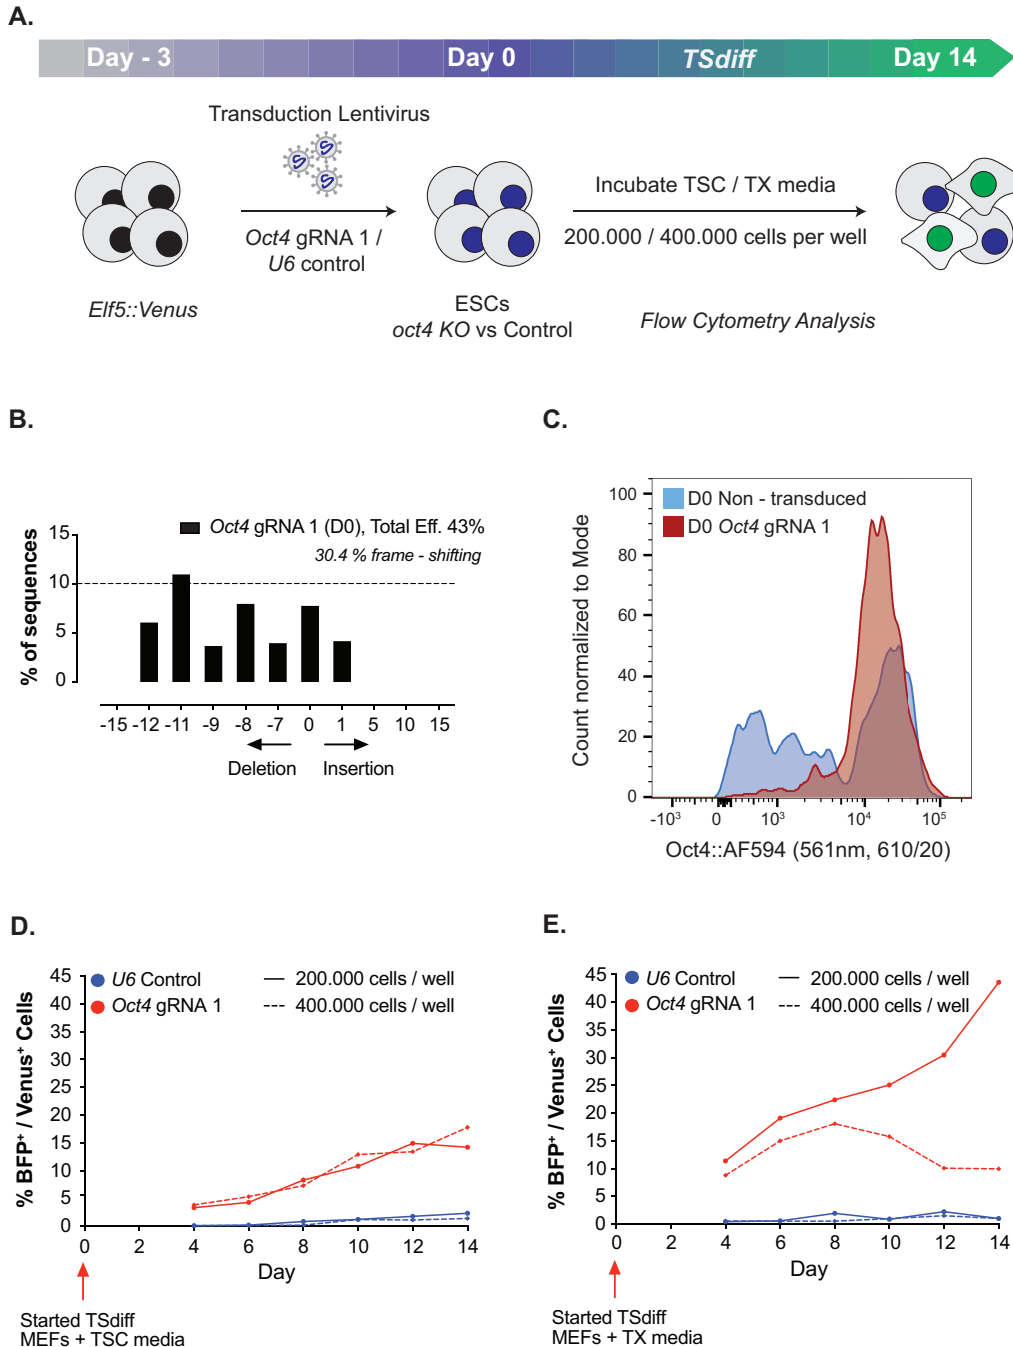 A.
Day - 3
Day 0
TSdiff
Day 14
Transduction Lentivirus
Oct4 gRNA 1 /
U6 control
Incubate TSC / TX media
200.000 / 400.000 cells per well
Elf5::Venus
ESCs
oct4 KO vs Control
Flow Cytometry Analysis
B.
Oct4 gRNA 1 (D0), Total Eff. 43%
30.4 % frame - shifting
% of sequences
15
10
5
0
-15 -12 -11 -9 -8 -7 0 1 5 10 15
Deletion Insertion
C.
Count normalized to Mode
D0 Non - transduced
D0 Oct4 gRNA 1
100
80
60
40
20
0
-10³ 0 10³ 10⁴ 10⁵
Oct4::AF594 (561nm, 610/20)
D.
% BFP⁺ / Venus⁺ Cells
U6 Control
Oct4 gRNA 1
200.000 cells / well
400.000 cells / well
45
40
35
30
25
20
15
10
5
0
0 2 4 6 8 10 12 14
Day
Started TSdiff
MEFs + TSC media
E.
% BFP⁺ / Venus⁺ Cells
U6 Control
Oct4 gRNA 1
200.000 cells / well
400.000 cells / well
45
40
35
30
25
20
15
10
5
0
0 2 4 6 8 10 12 14
Day
Started TSdiff
MEFs + TX media